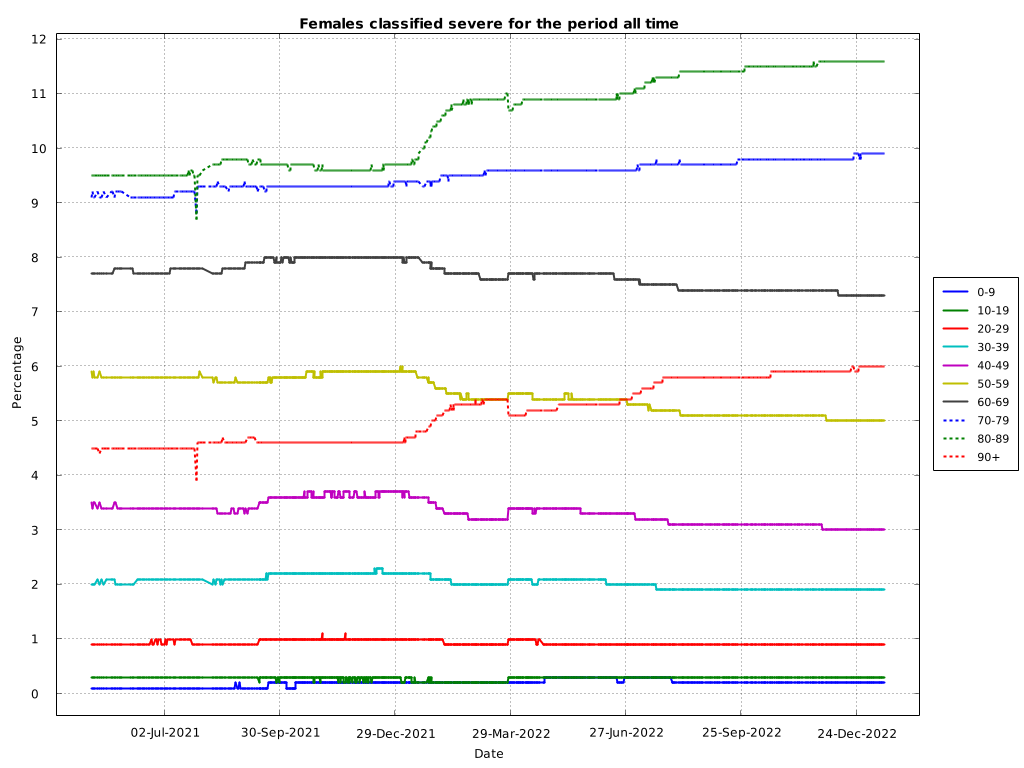 Females classified severe for the period all time
12
11
10
9
8
7
6
5
4
3
2
1
0
Percentage
02-Jul-2021
30-Sep-2021
29-Dec-2021
29-Mar-2022
27-Jun-2022
25-Sep-2022
24-Dec-2022
Date
0-9
10-19
20-29
30-39
40-49
50-59
60-69
70-79
80-89
90+